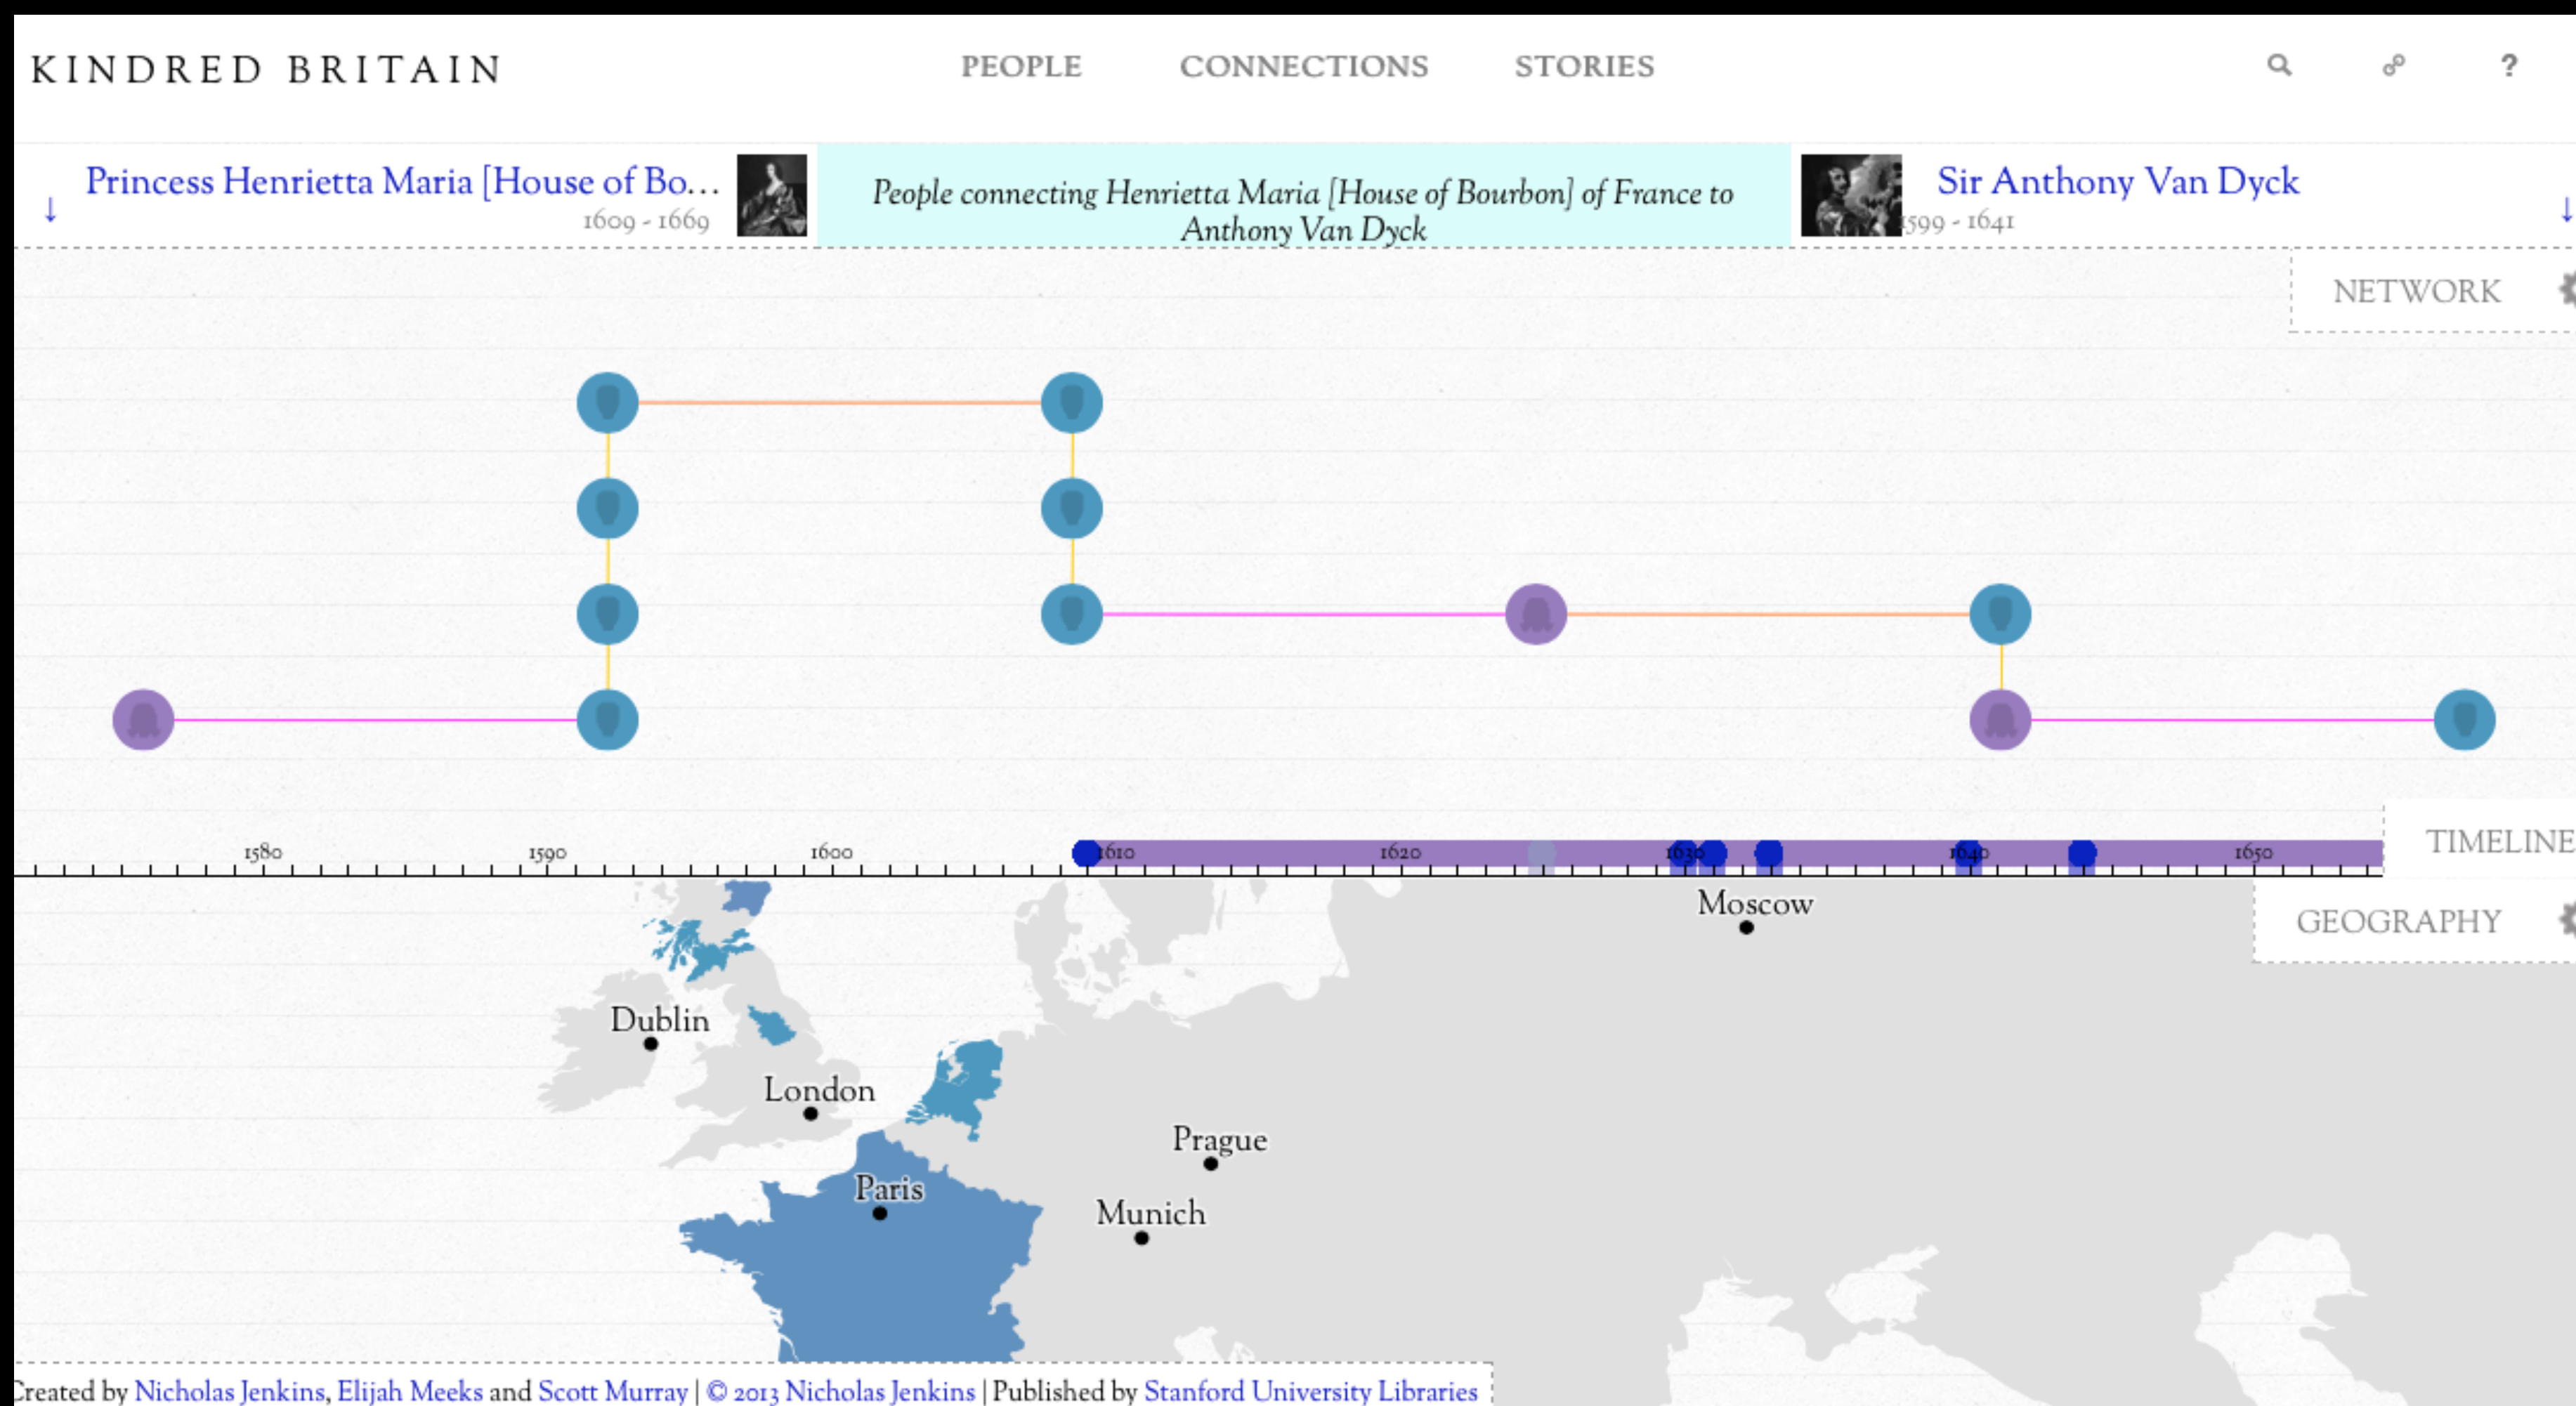 KINDRED BRITAIN
PEOPLE CONNECTIONS STORIES
?
Princess Henrietta Maria [House of Bo...
1609 - 1669
People connecting Henrietta Maria [House of Bourbon] of France to
Anthony Van Dyck
Sir Anthony Van Dyck
1599 - 1641
NETWORK
1580 1590 1600 1610 1620 1630 1640 1650
TIMELINE
GEOGRAPHY
Moscow
Dublin
London
Prague
Paris
Munich
Created by Nicholas Jenkins, Elijah Meeks and Scott Murray | © 2013 Nicholas Jenkins | Published by Stanford University Libraries